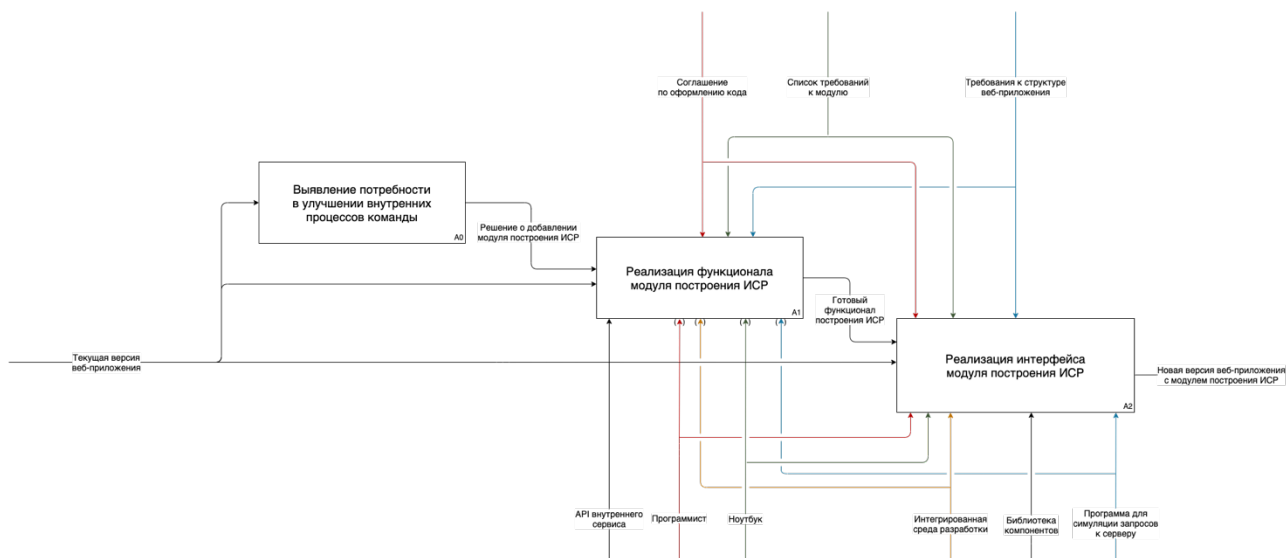 Соглашение
по оформлению кода
Список требований
к модулю
Требования к структуре
веб-приложения
Выявление потребности
в улучшении внутренних
процессов команды
A0
Решение о добавлении
модуля построения ИСР
Реализация функционала
модуля построения ИСР
A1
Готовый
функционал
построения ИСР
Текущая версия
веб-приложения
Реализация интерфейса
модуля построения ИСР
A2
Новая версия веб-приложения
с модулем построения ИСР
API внутреннего
сервиса
Программист
Ноутбук
Интегрированная
среда разработки
Библиотека
компонентов
Программа для
симуляции запросов
к серверу